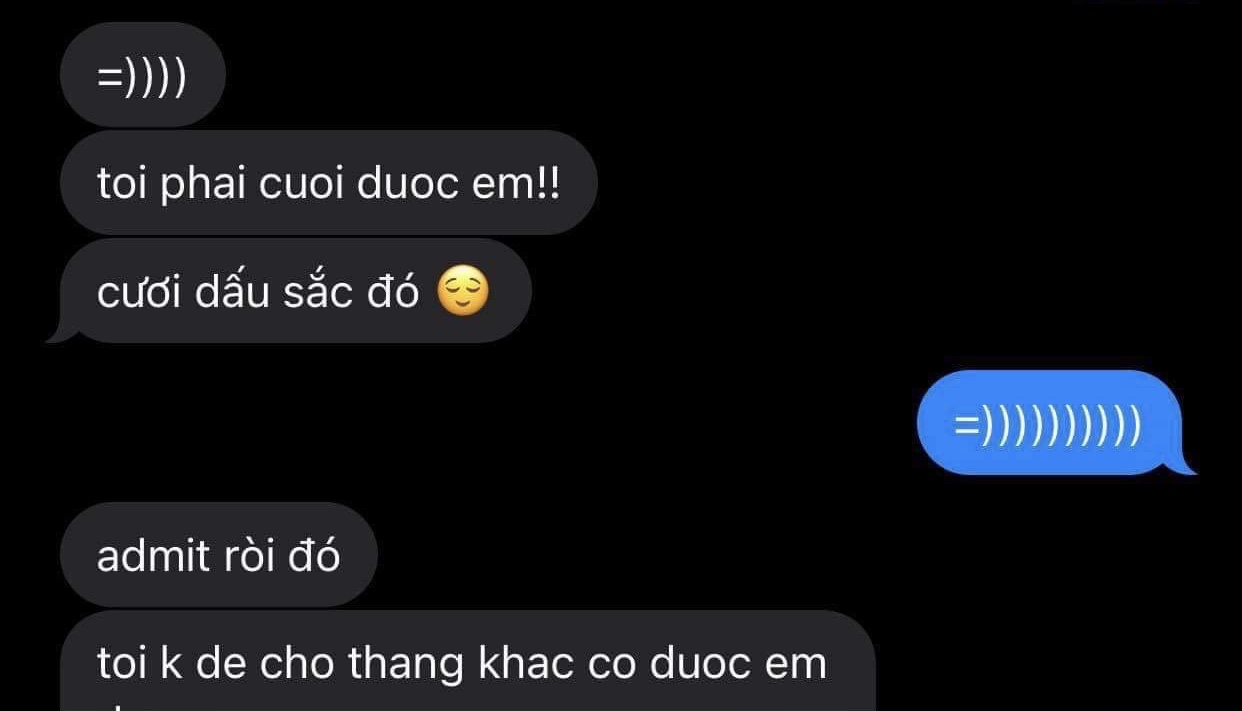 =))))
toi phai cuoi duoc em!!
cươi dấu sắc đó 😌
=))))))))))
admit ròi đó
toi k de cho thang khac co duoc em